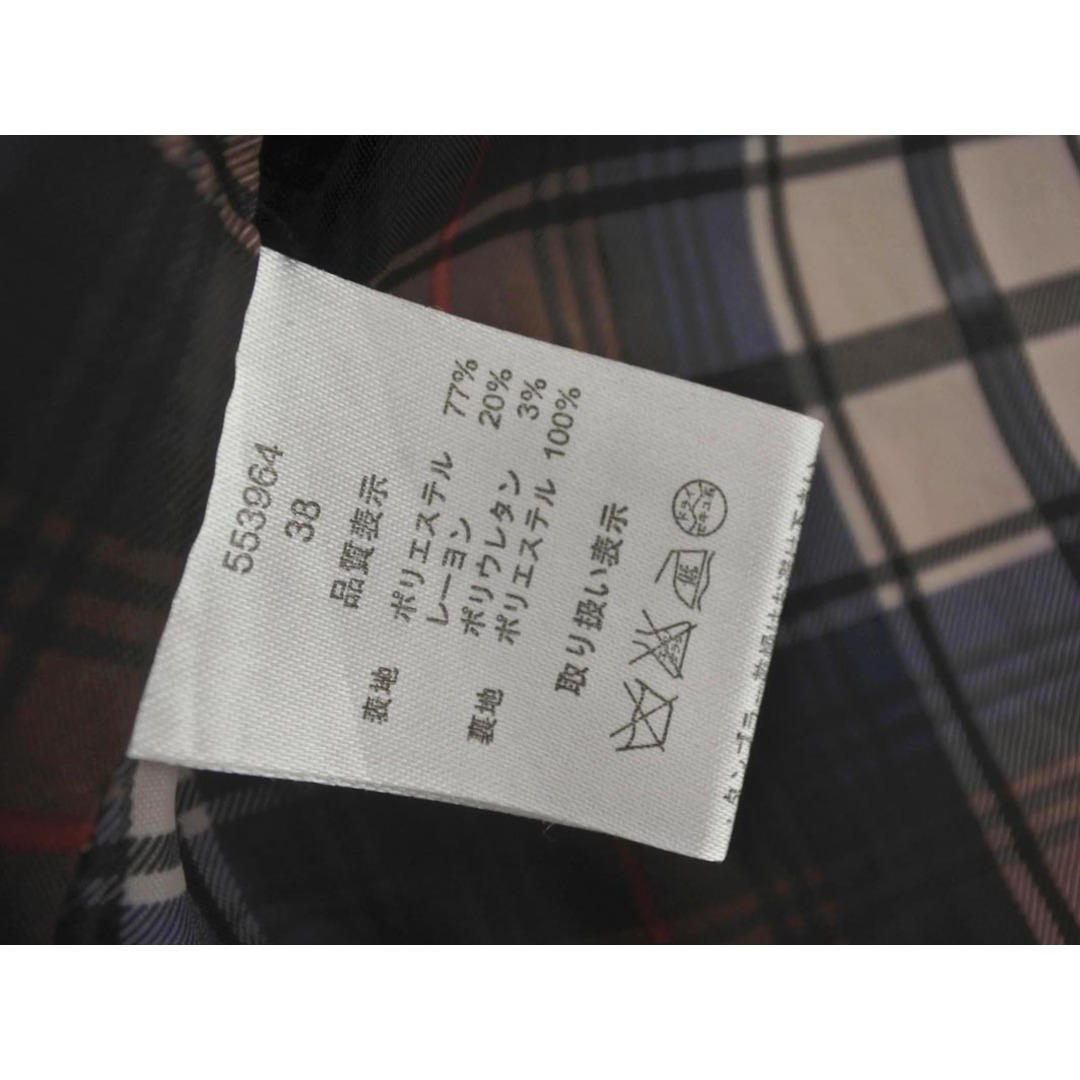 553964
38
品質表示
表地 ポリエステル 77%
レーヨン 20%
ポリウレタン 3%
裏地 ポリエステル 100%
取り扱い表示